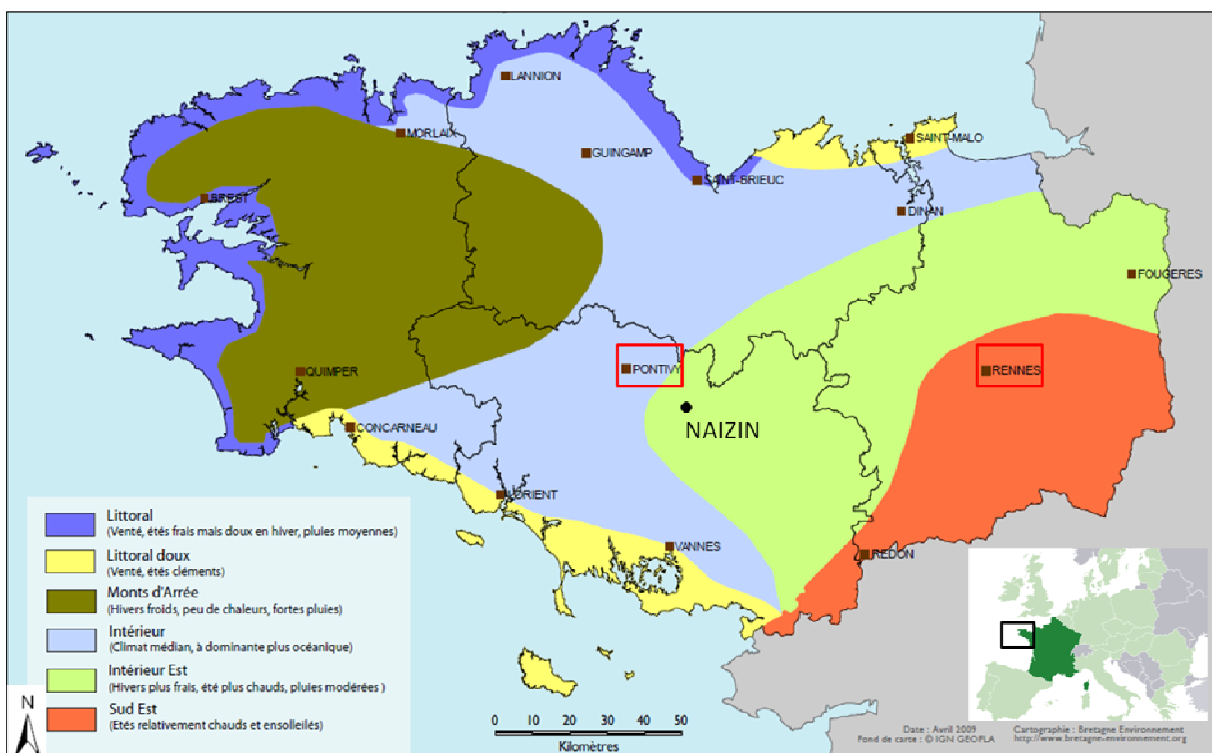 LANNION
MORLAIX
GUINGAMP
SAINT-MALO
SAINT-BRIEUC
BREST
DINAN
FOUGERES
QUIMPER
PONTIVY
RENNES
NAIZIN
CONCARNEAU
LORIENT
VANNES
REDON
Littoral
(Venté, étés frais mais doux en hiver, pluies moyennes)
Littoral doux
(Venté, étés cléments)
Monts d'Arrée
(Hivers froids, peu de chaleurs, fortes pluies)
Intérieur
(Climat médian, à dominante plus océanique)
Intérieur Est
(Hivers plus frais, été plus chauds, pluies modérées )
Sud Est
(Etés relativement chauds et ensolleilés)
N
0 10 20 30 40 50
Kilomètres
Date : Avril 2009 Cartographie : Bretagne Environnement
Fond de carte : © IGN GEOFLA http://www.bretagne-environnement.org